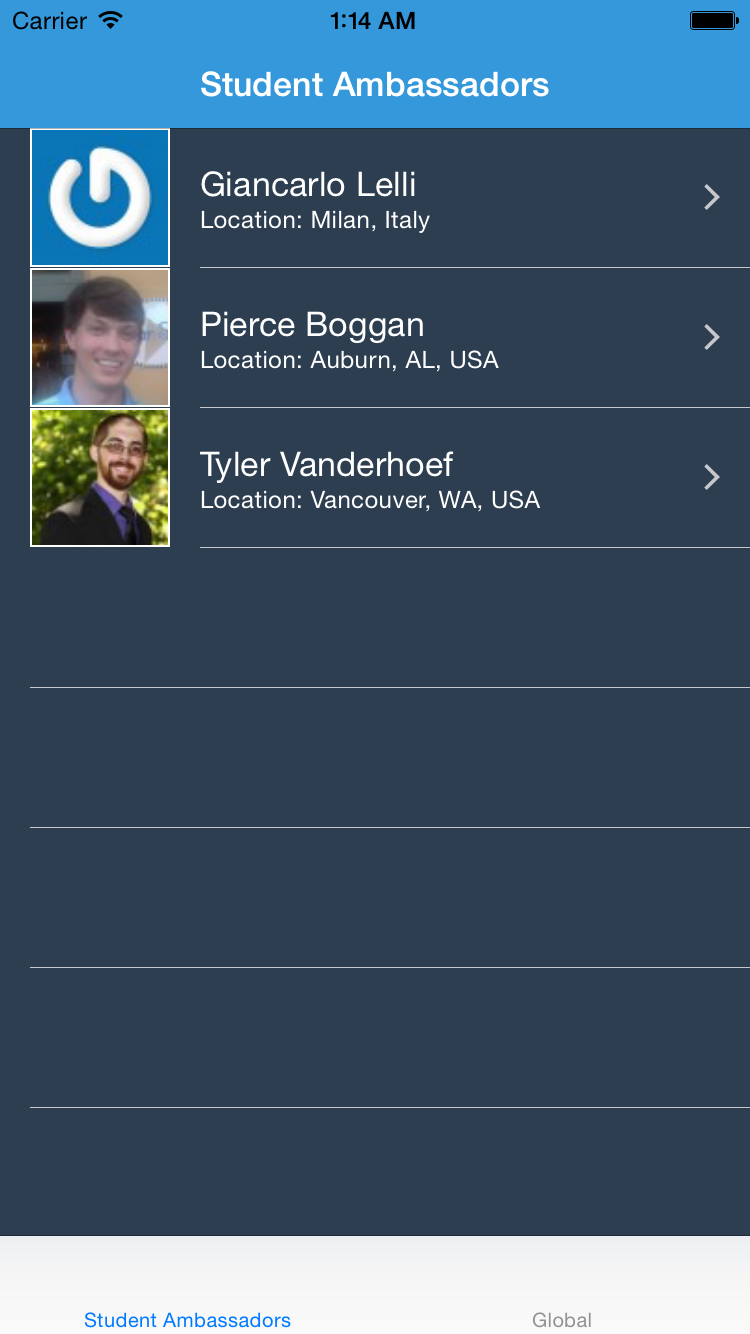 Carrier 1:14 AM
Student Ambassadors
Giancarlo Lelli
Location: Milan, Italy
Pierce Boggan
Location: Auburn, AL, USA
Tyler Vanderhoef
Location: Vancouver, WA, USA
Student Ambassadors Global